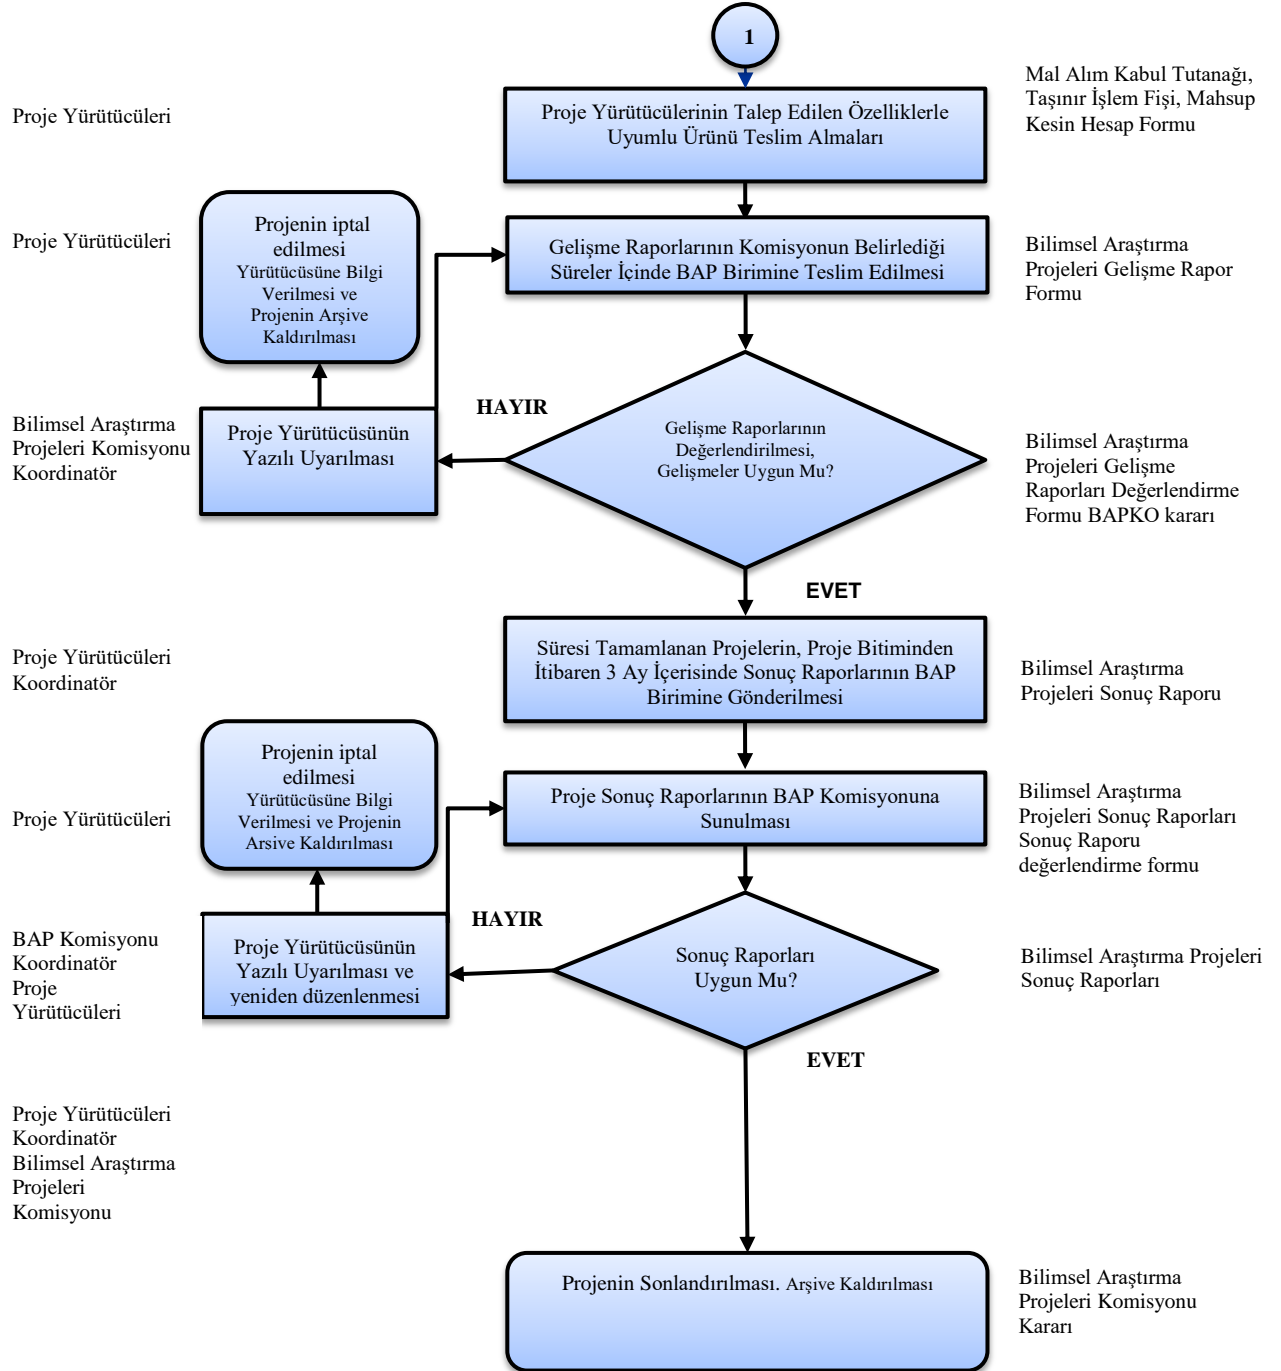 1
Proje Yürütücüleri
Proje Yürütücülerinin Talep Edilen Özelliklerle
Uyumlu Ürünü Teslim Almaları
Mal Alım Kabul Tutanağı,
Taşınır İşlem Fişi, Mahsup
Kesin Hesap Formu
Proje Yürütücüleri
Projenin iptal
edilmesi
Yürütücüsüne Bilgi
Verilmesi ve
Projenin Arşive
Kaldırılması
Gelişme Raporlarının Komisyonun Belirlediği
Süreler İçinde BAP Birimine Teslim Edilmesi
Bilimsel Araştırma
Projeleri Gelişme Rapor
Formu
Bilimsel Araştırma
Projeleri Komisyonu
Koordinatör
Proje Yürütücüsünün
Yazılı Uyarılması
HAYIR
Gelişme Raporlarının
Değerlendirilmesi,
Gelişmeler Uygun Mu?
Bilimsel Araştırma
Projeleri Gelişme
Raporları Değerlendirme
Formu BAPKO kararı
EVET
Proje Yürütücüleri
Koordinatör
Süresi Tamamlanan Projelerin, Proje Bitiminden
İtibaren 3 Ay İçerisinde Sonuç Raporlarının BAP
Birimine Gönderilmesi
Bilimsel Araştırma
Projeleri Sonuç Raporu
Proje Yürütücüleri
Projenin iptal
edilmesi
Yürütücüsüne Bilgi
Verilmesi ve Projenin
Arsive Kaldırılması
Proje Sonuç Raporlarının BAP Komisyonuna
Sunulması
Bilimsel Araştırma
Projeleri Sonuç Raporları
Sonuç Raporu
değerlendirme formu
BAP Komisyonu
Koordinatör
Proje
Yürütücüleri
Proje Yürütücüsünün
Yazılı Uyarılması ve
yeniden düzenlenmesi
HAYIR
Sonuç Raporları
Uygun Mu?
Bilimsel Araştırma Projeleri
Sonuç Raporları
EVET
Proje Yürütücüleri
Koordinatör
Bilimsel Araştırma
Projeleri
Komisyonu
Projenin Sonlandırılması. Arşive Kaldırılması
Bilimsel Araştırma
Projeleri Komisyonu
Kararı